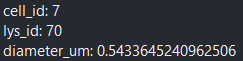 cell_id: 7
lys_id: 70
diameter_um: 0.5433645240962506